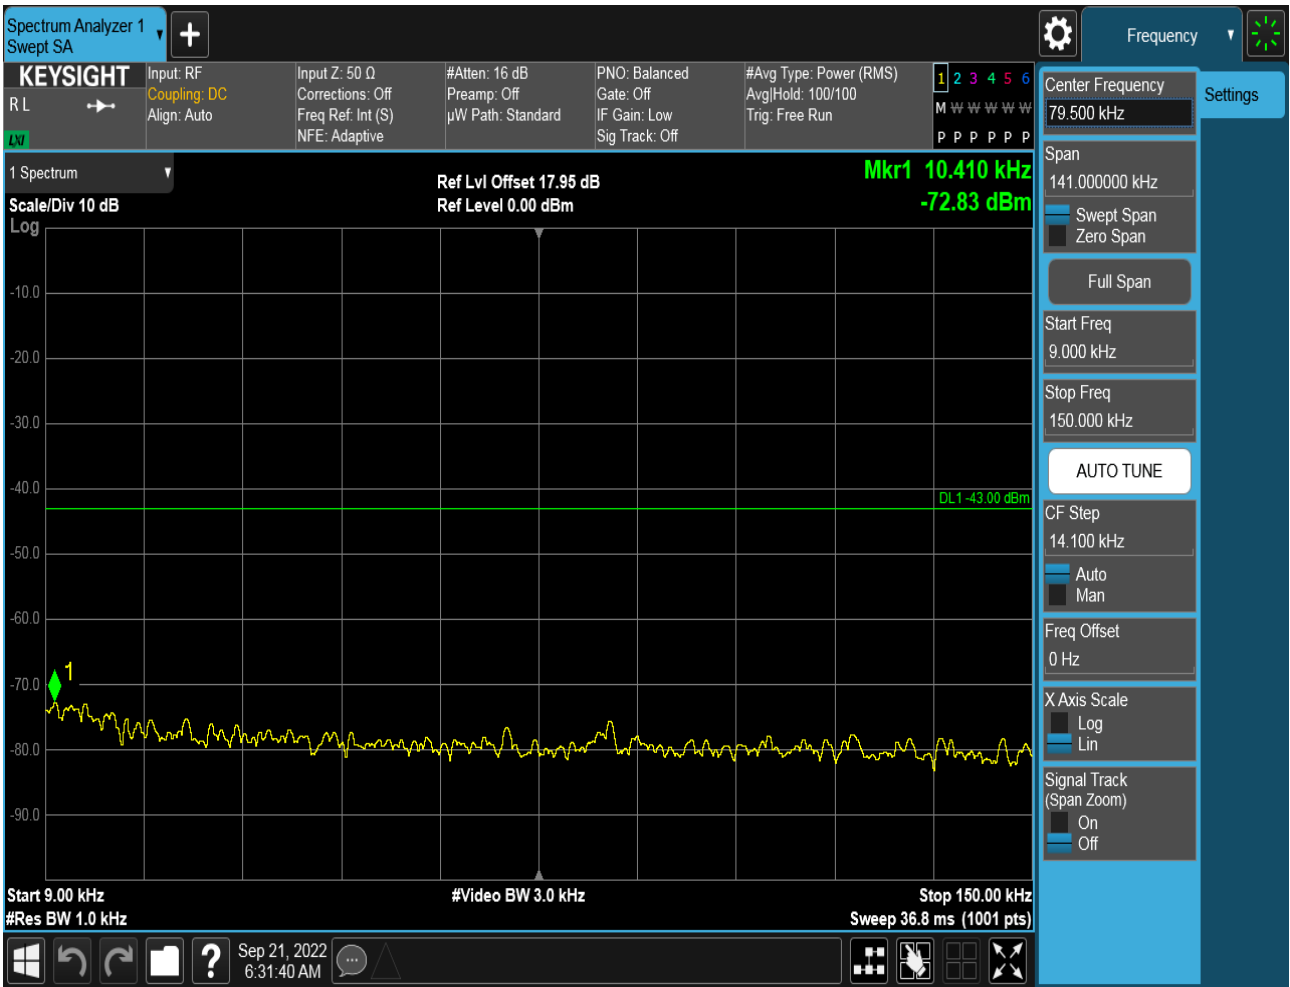 Spectrum Analyzer 1
Swept SA
Frequency
KEYSIGHT
R L
LXI
Input: RF
Coupling: DC
Align: Auto
Input Z: 50 Ω
Corrections: Off
Freq Ref: Int (S)
NFE: Adaptive
#Atten: 16 dB
Preamp: Off
µW Path: Standard
PNO: Balanced
Gate: Off
IF Gain: Low
Sig Track: Off
#Avg Type: Power (RMS)
Avg|Hold: 100/100
Trig: Free Run
1 2 3 4 5 6
M W W W W W
P P P P P P
1 Spectrum
Scale/Div 10 dB
Log
Ref Lvl Offset 17.95 dB
Ref Level 0.00 dBm
Mkr1 10.410 kHz
-72.83 dBm
-10.0
-20.0
-30.0
-40.0
DL1 -43.00 dBm
-50.0
-60.0
1
-70.0
-80.0
-90.0
Start 9.00 kHz
#Video BW 3.0 kHz
Stop 150.00 kHz
#Res BW 1.0 kHz
Sweep 36.8 ms (1001 pts)
Sep 21, 2022
6:31:40 AM
Center Frequency
79.500 kHz
Settings
Span
141.000000 kHz
Swept Span
Zero Span
Full Span
Start Freq
9.000 kHz
Stop Freq
150.000 kHz
AUTO TUNE
CF Step
14.100 kHz
Auto
Man
Freq Offset
0 Hz
X Axis Scale
Log
Lin
Signal Track
(Span Zoom)
On
Off